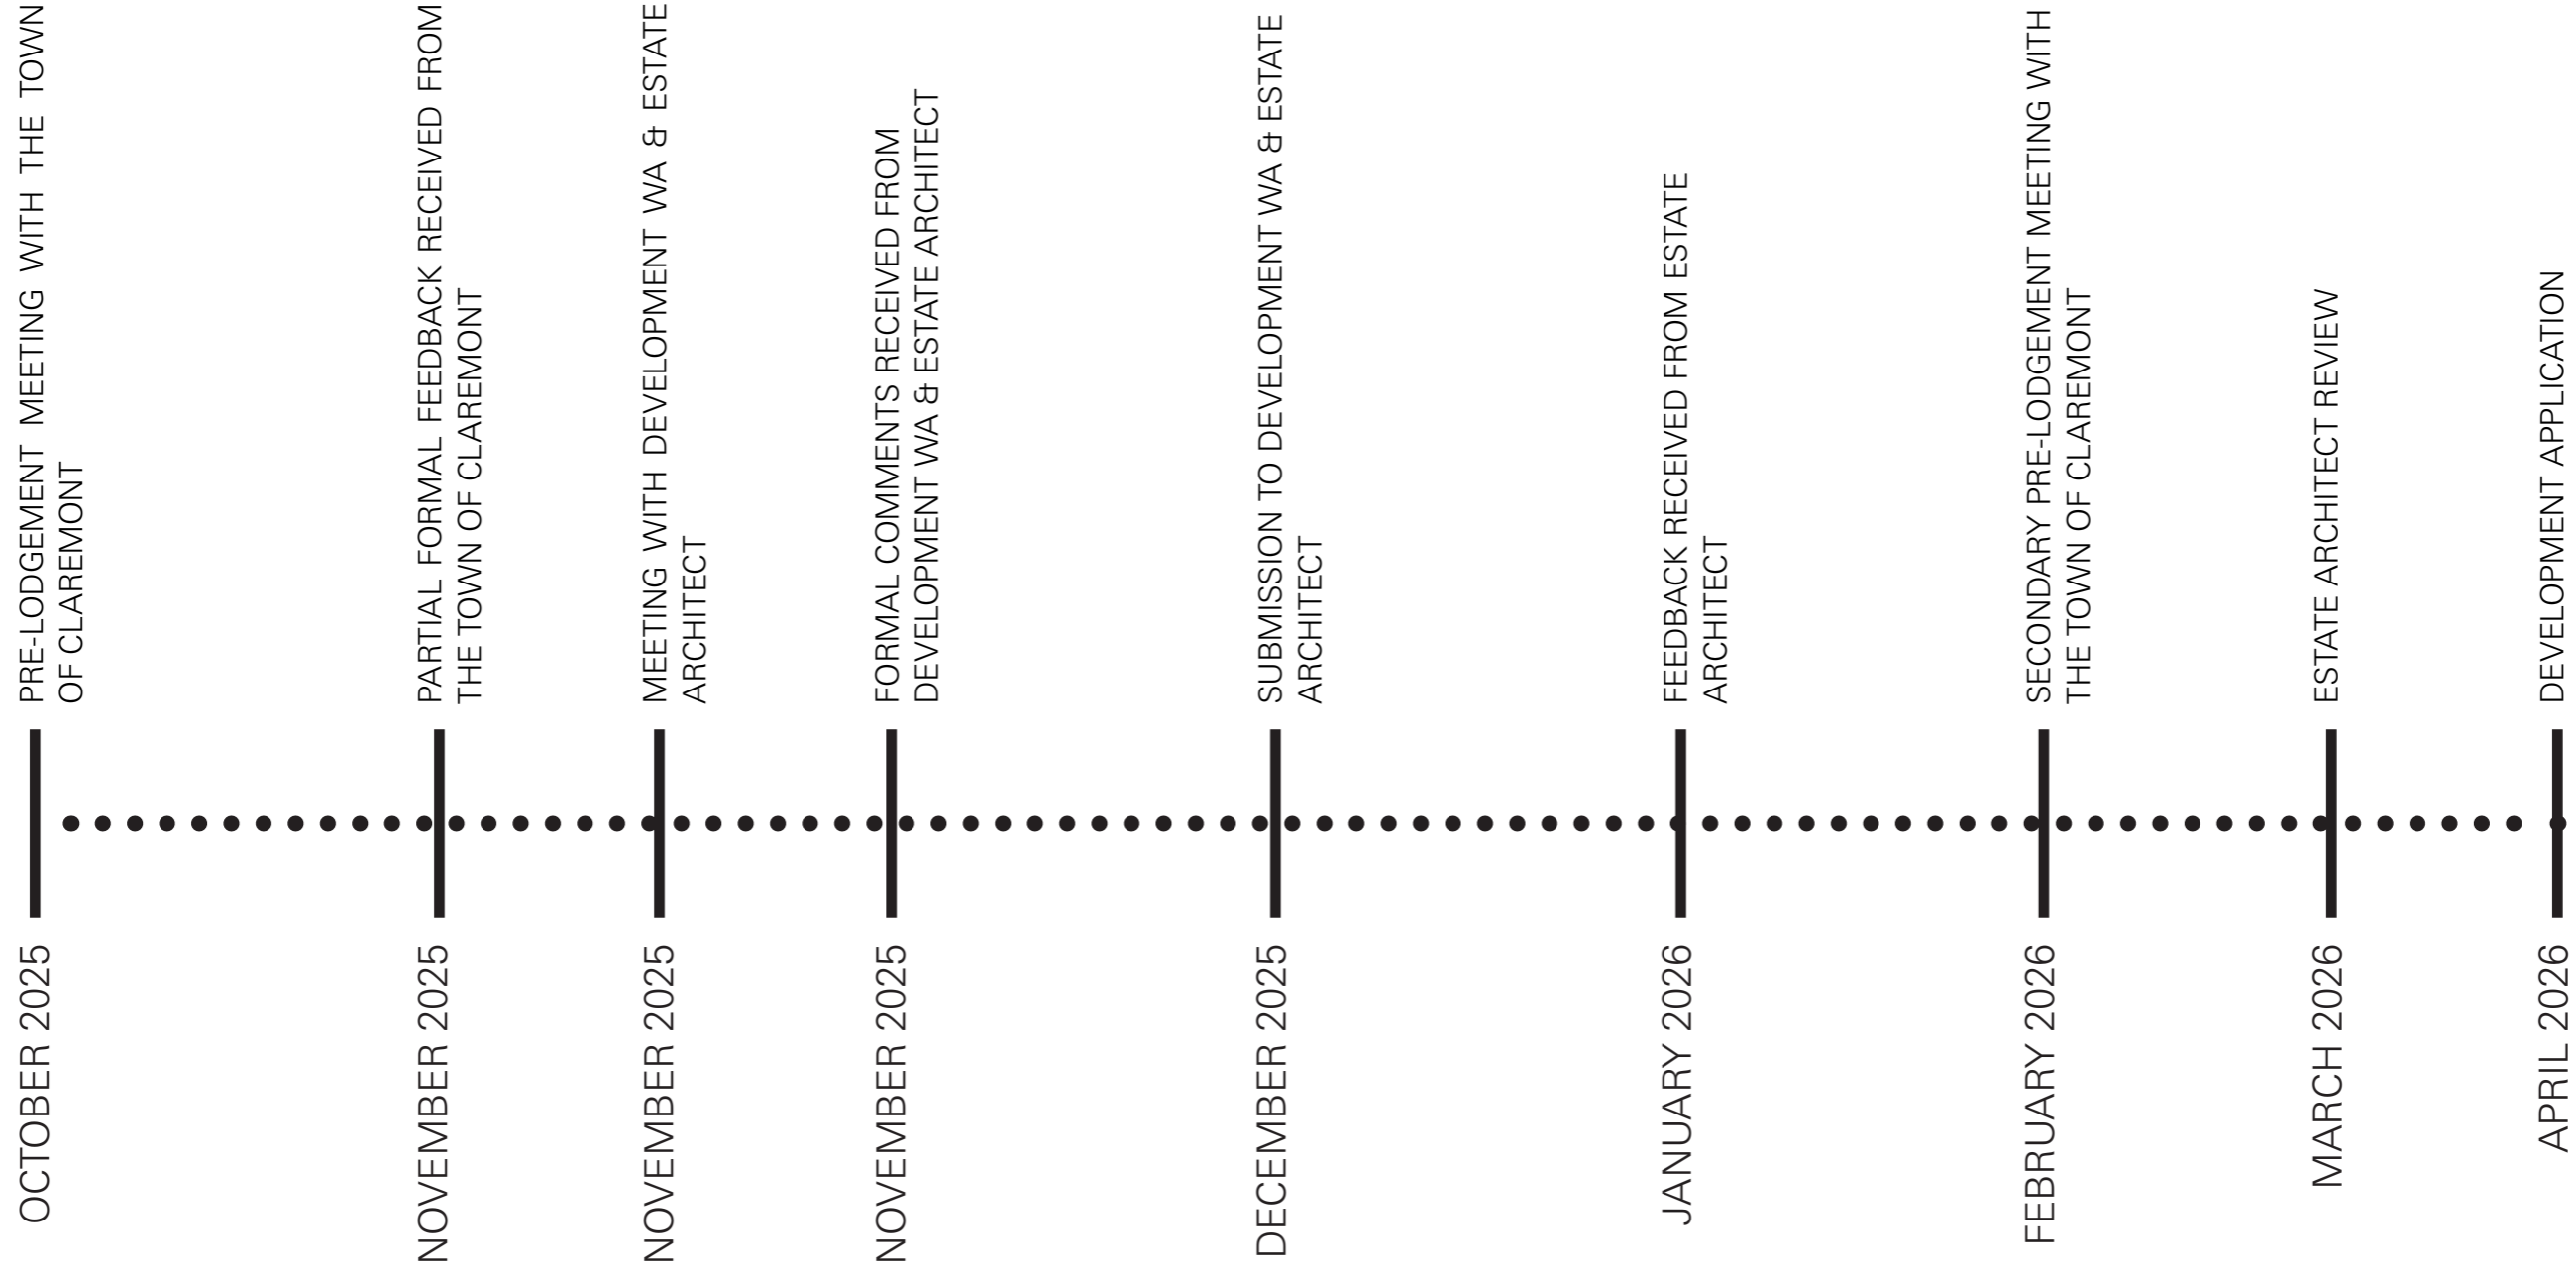 PRE-LODGEMENT MEETING WITH THE TOWN
OF CLAREMONT
OCTOBER 2025
PARTIAL FORMAL FEEDBACK RECEIVED FROM
THE TOWN OF CLAREMONT
NOVEMBER 2025
MEETING WITH DEVELOPMENT WA & ESTATE
ARCHITECT
NOVEMBER 2025
FORMAL COMMENTS RECEIVED FROM
DEVELOPMENT WA & ESTATE ARCHITECT
NOVEMBER 2025
SUBMISSION TO DEVELOPMENT WA & ESTATE
ARCHITECT
DECEMBER 2025
FEEDBACK RECEIVED FROM ESTATE
ARCHITECT
JANUARY 2026
SECONDARY PRE-LODGEMENT MEETING WITH
THE TOWN OF CLAREMONT
FEBRUARY 2026
ESTATE ARCHITECT REVIEW
MARCH 2026
DEVELOPMENT APPLICATION
APRIL 2026